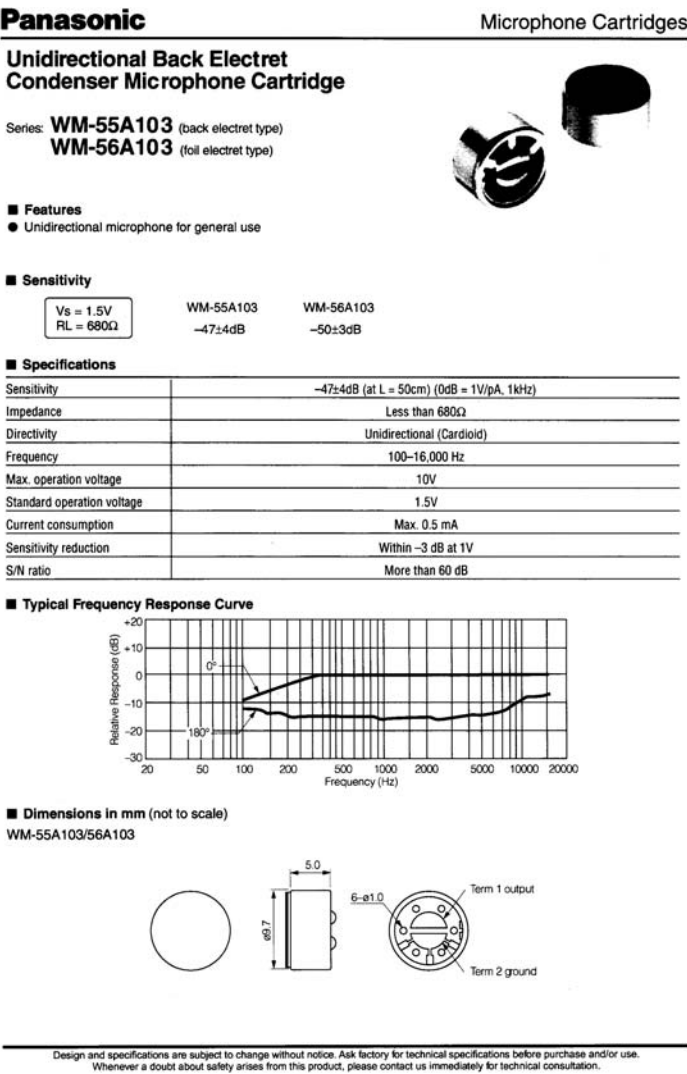 Panasonic
Microphone Cartridges
Unidirectional Back Electret
Condenser Microphone Cartridge
Series: WM-55A103 (back electret type)
WM-56A103 (foil electret type)
■ Features
● Unidirectional microphone for general use
■ Sensitivity
Vs = 1.5V
RL = 680Ω
WM-55A103 WM-56A103
–47±4dB –50±3dB
■ Specifications
Sensitivity –47±4dB (at L = 50cm) (0dB = 1V/pA, 1kHz)
Impedance Less than 680Ω
Directivity Unidirectional (Cardioid)
Frequency 100–16,000 Hz
Max. operation voltage 10V
Standard operation voltage 1.5V
Current consumption Max. 0.5 mA
Sensitivity reduction Within –3 dB at 1V
S/N ratio More than 60 dB
■ Typical Frequency Response Curve
Relative Response (dB)
+20
+10
0
–10
–20
–30
0°
180°
20 50 100 200 500 1000 2000 5000 10000 20000
Frequency (Hz)
■ Dimensions in mm (not to scale)
WM-55A103/56A103
5.0
ø9.7
6–ø1.0
Term 1 output
Term 2 ground
Design and specifications are subject to change without notice. Ask factory for technical specifications before purchase and/or use.
Whenever a doubt about safety arises from this product, please contact us immediately for technical consultation.